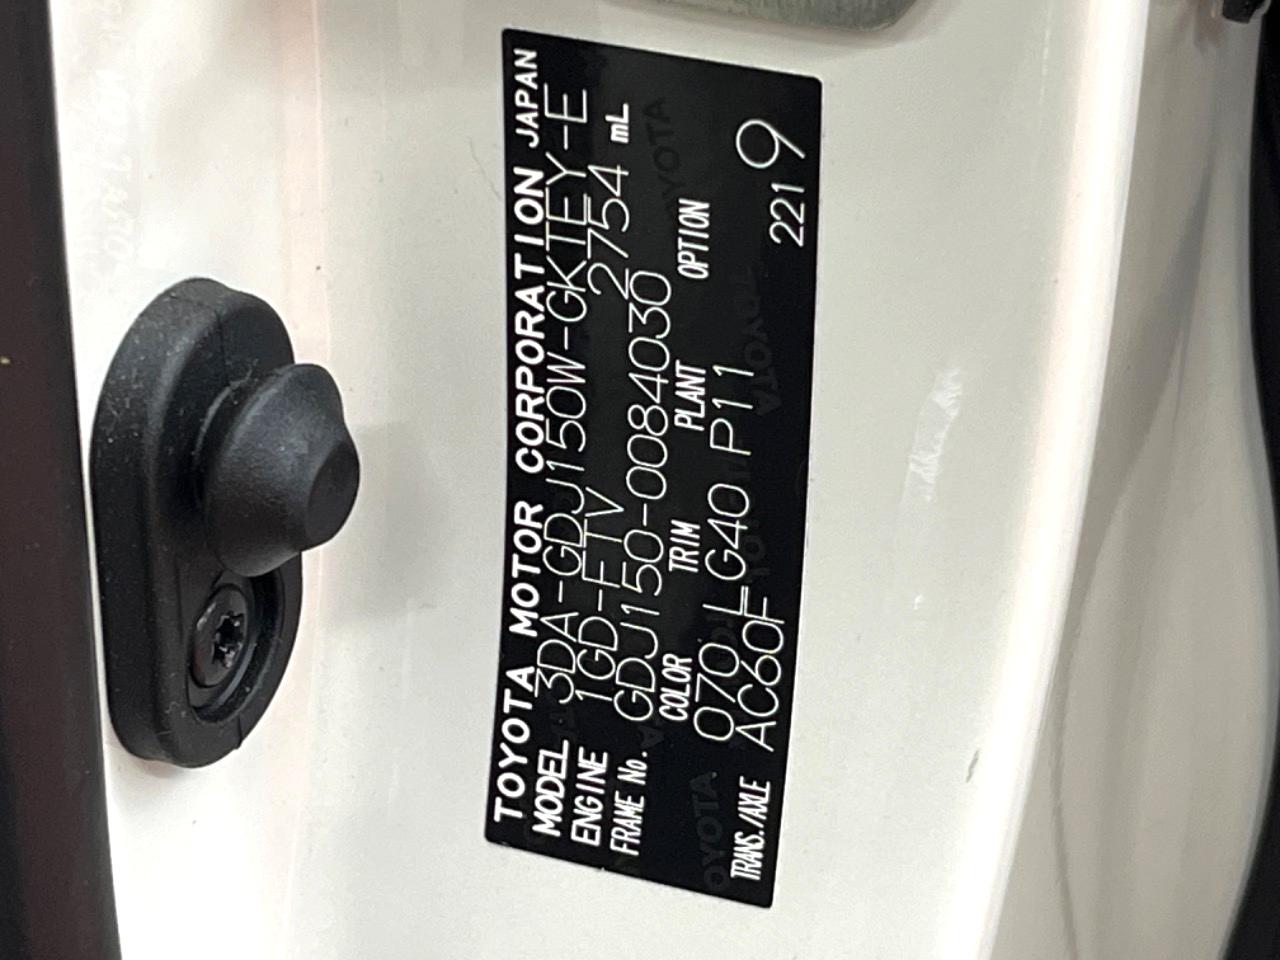 TOYOTA MOTOR CORPORATION JAPAN
MODEL 3DA-GDJ150W-GKTEY-E
ENGINE 1GD-FTV 2754 mL
FRAME No. GDJ150-0084030
COLOR TRIM PLANT OPTION
070 LG40 P11
TRANS./AXLE AC60F 221 9